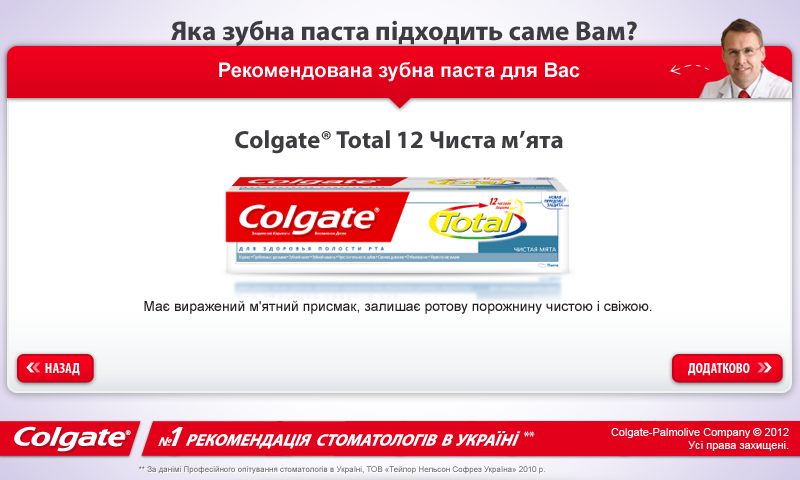 Яка зубна паста підходить саме Вам?
Рекомендована зубна паста для Вас
Colgate® Total 12 Чиста м’ята
Colgate®
Total
12 ЧАСОВАЯ
ЧИСТАЯ МЯТА
ДЛЯ ЗДОРОВЬЯ ПОЛОСТИ РТА
Має виражений м'ятний присмак, залишає ротову порожнину чистою і свіжою.
НАЗАД
ДОДАТКОВО
Colgate®
№1 РЕКОМЕНДАЦІЯ СТОМАТОЛОГІВ В УКРАЇНІ **
Colgate-Palmolive Company © 2012
Усі права захищені.
** За данімі Професійного опітування стоматологів в Україні, ТОВ «Тейлор Нельсон Софрез Україна» 2010 р.